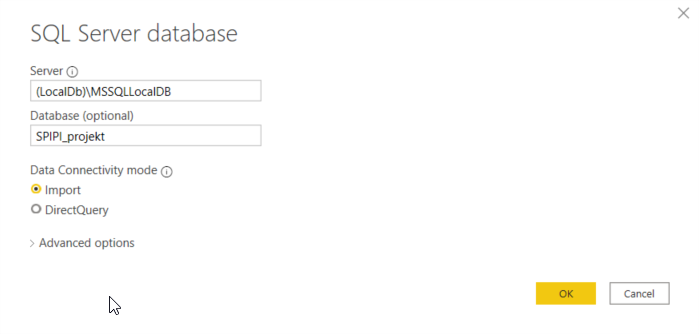 SQL Server database
Server
(LocalDb)\MSSQLLocalDB
Database (optional)
SPIPI_projekt
Data Connectivity mode
Import
DirectQuery
Advanced options
OK Cancel